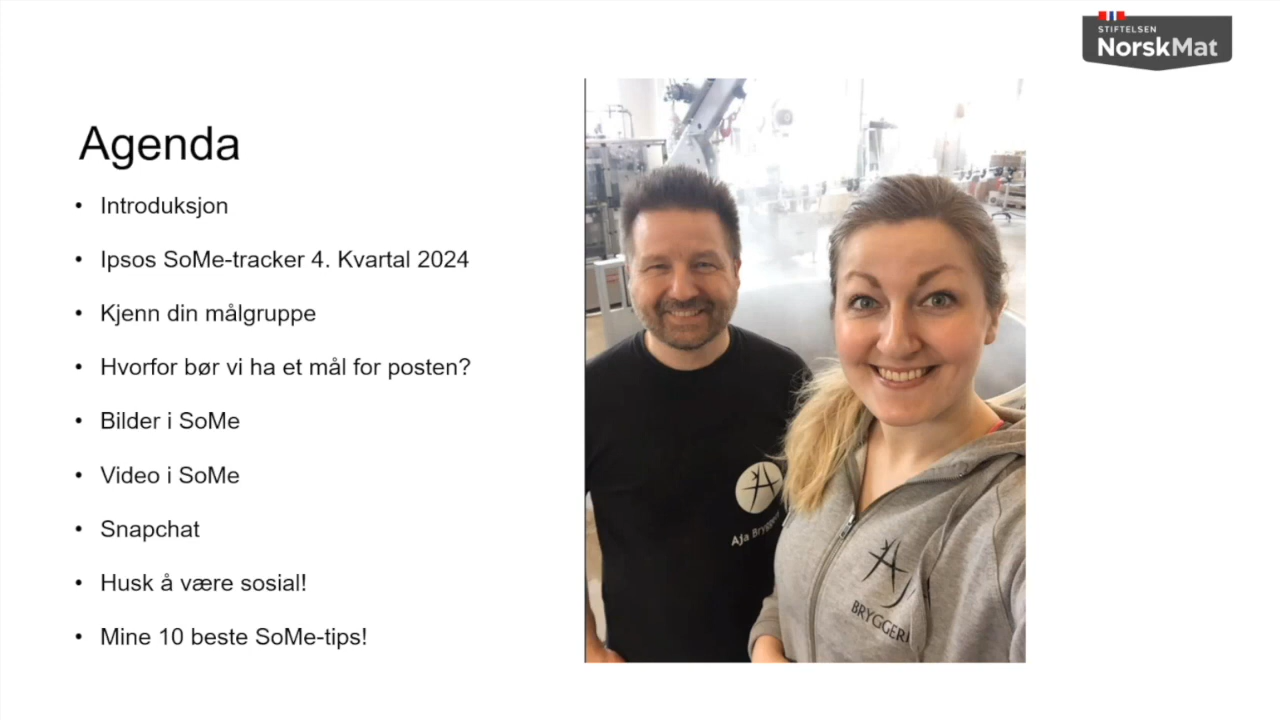 STIFTELSEN
NorskMat
Agenda
• Introduksjon
• Ipsos SoMe-tracker 4. Kvartal 2024
• Kjenn din målgruppe
• Hvorfor bør vi ha et mål for posten?
• Bilder i SoMe
• Video i SoMe
• Snapchat
• Husk å være sosial!
• Mine 10 beste SoMe-tips!